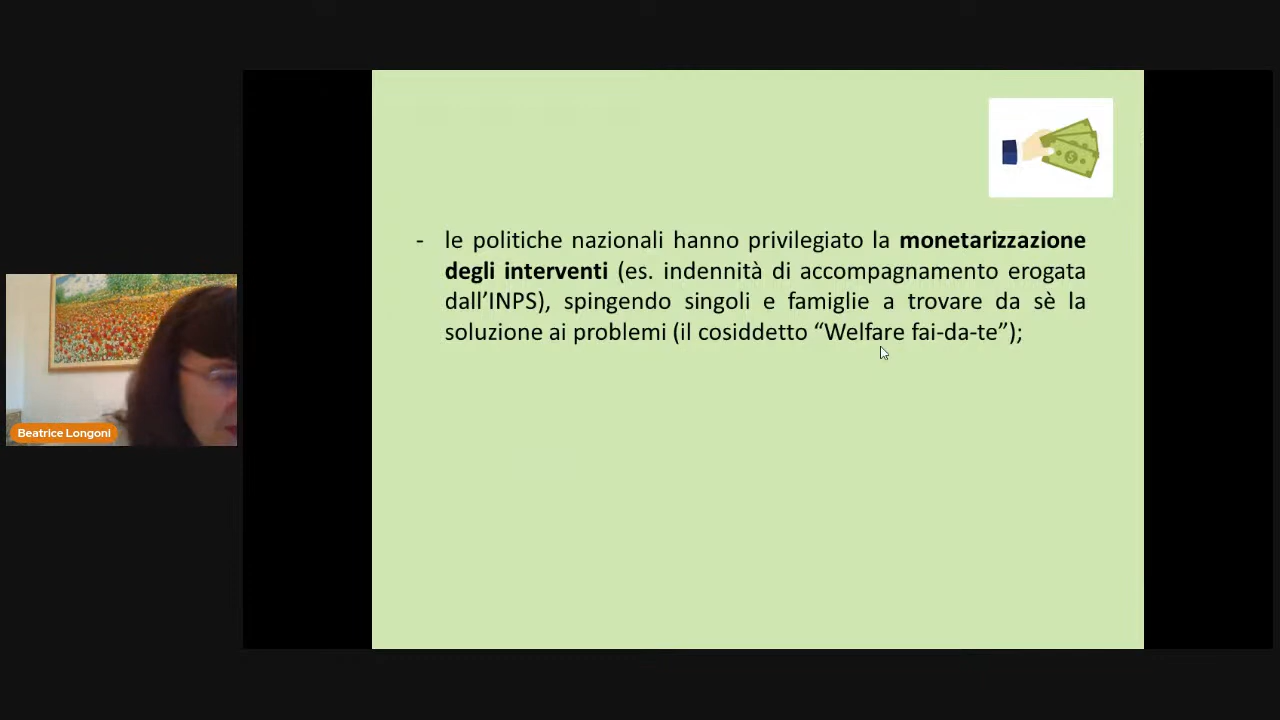 - le politiche nazionali hanno privilegiato la monetarizzazione
degli interventi (es. indennità di accompagnamento erogata
dall’INPS), spingendo singoli e famiglie a trovare da sè la
soluzione ai problemi (il cosiddetto “Welfare fai-da-te”);
Beatrice Longoni